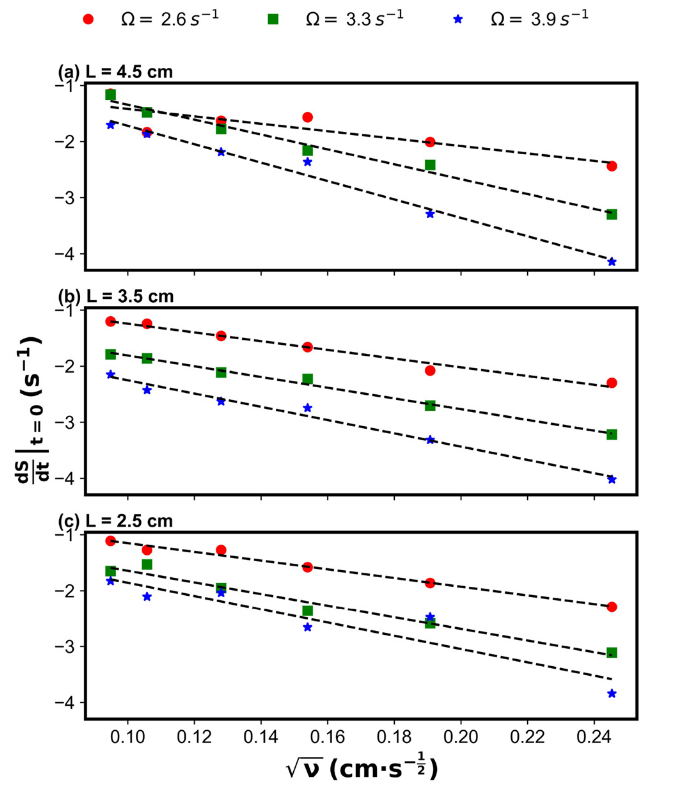 Ω = 2.6 s⁻¹ Ω = 3.3 s⁻¹ Ω = 3.9 s⁻¹
(a) L = 4.5 cm
−1
−2
−3
−4
(b) L = 3.5 cm
−1
−2
−3
−4
dS/dt|t = 0 (s⁻¹)
(c) L = 2.5 cm
−1
−2
−3
−4
0.10 0.12 0.14 0.16 0.18 0.20 0.22 0.24
√ν (cm·s^−1/2)